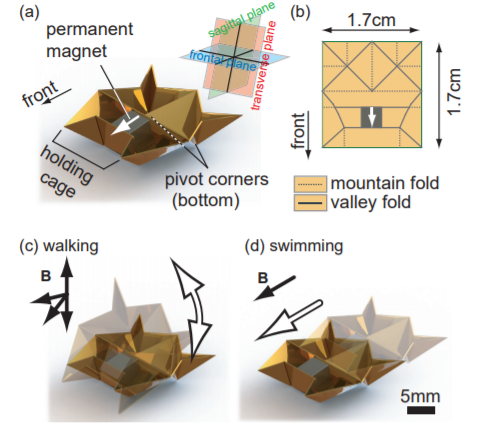 (a)
permanent
magnet
sagittal plane
frontal plane
transverse plane
front
holding
cage
pivot corners
(bottom)
(b)
1.7cm
1.7cm
front
mountain fold
valley fold
(c) walking
B
(d) swimming
B
5mm